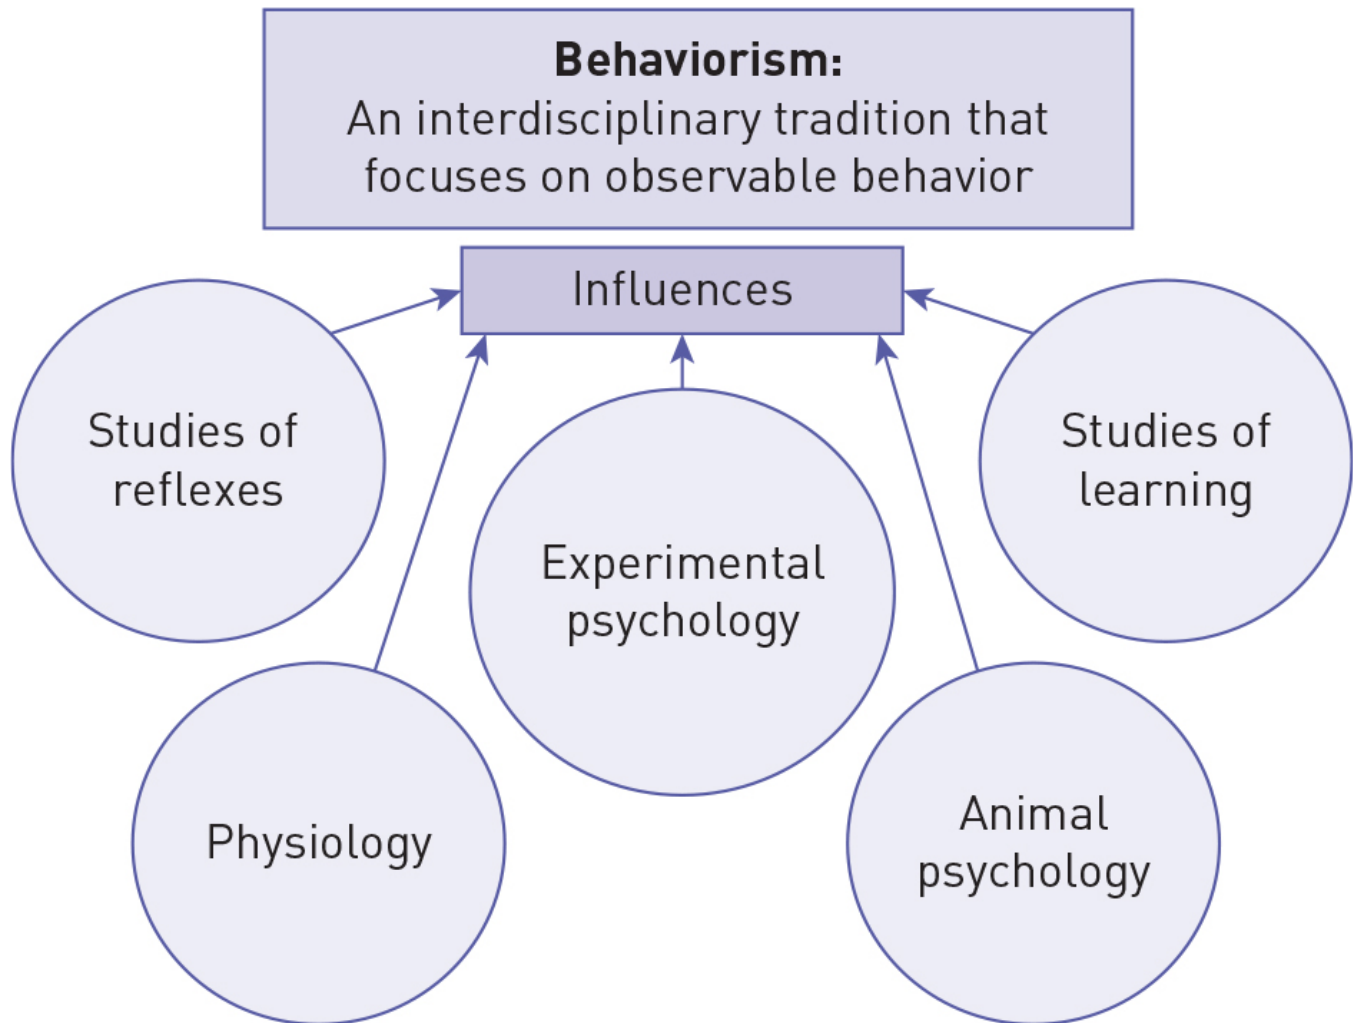 Behaviorism:
An interdisciplinary tradition that
focuses on observable behavior
Influences
Studies of
reflexes
Experimental
psychology
Studies of
learning
Physiology
Animal
psychology